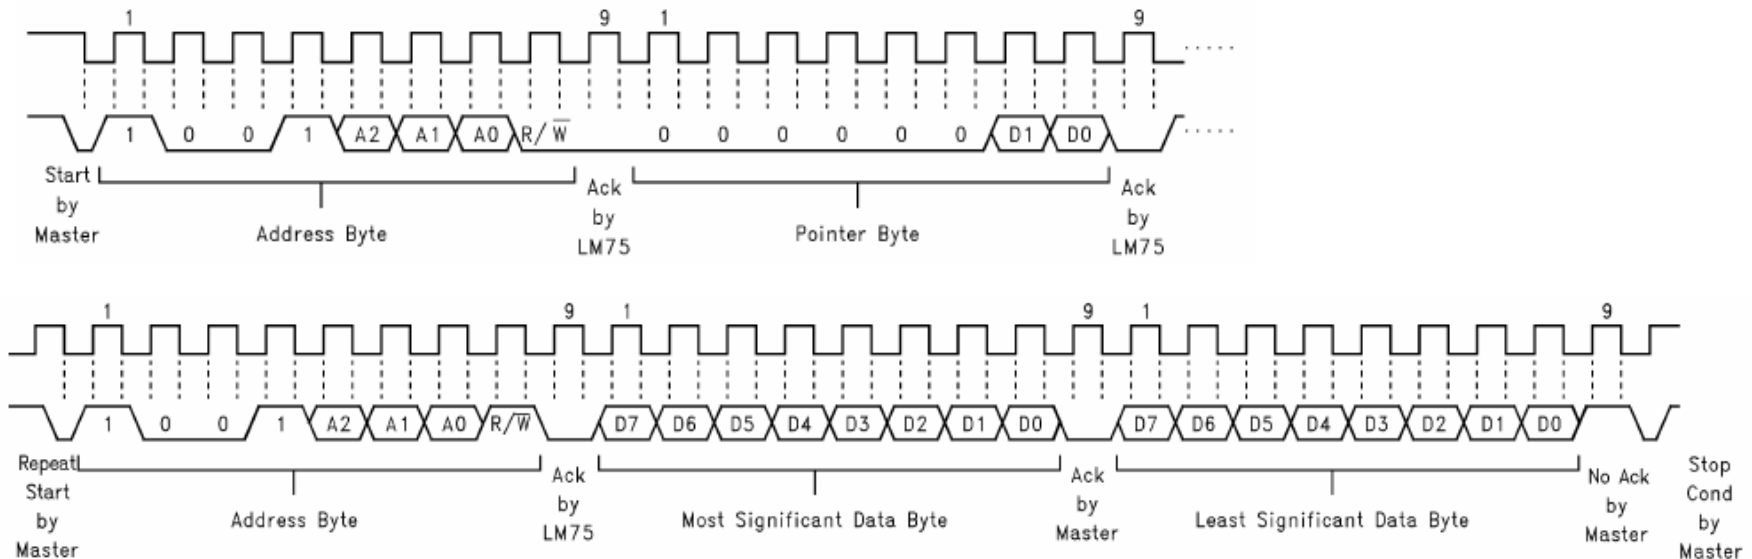 1 9 1 9
1 0 0 1 A2 A1 A0 R/W̅ 0 0 0 0 0 0 D1 D0
Start
by
Master
Address Byte
Ack
by
LM75
Pointer Byte
Ack
by
LM75
1 9 1 9 1 9
1 0 0 1 A2 A1 A0 R/W̅ D7 D6 D5 D4 D3 D2 D1 D0 D7 D6 D5 D4 D3 D2 D1 D0
Repeat
Start
by
Master
Address Byte
Ack
by
LM75
Most Significant Data Byte
Ack
by
Master
Least Significant Data Byte
No Ack
by
Master
Stop
Cond
by
Master